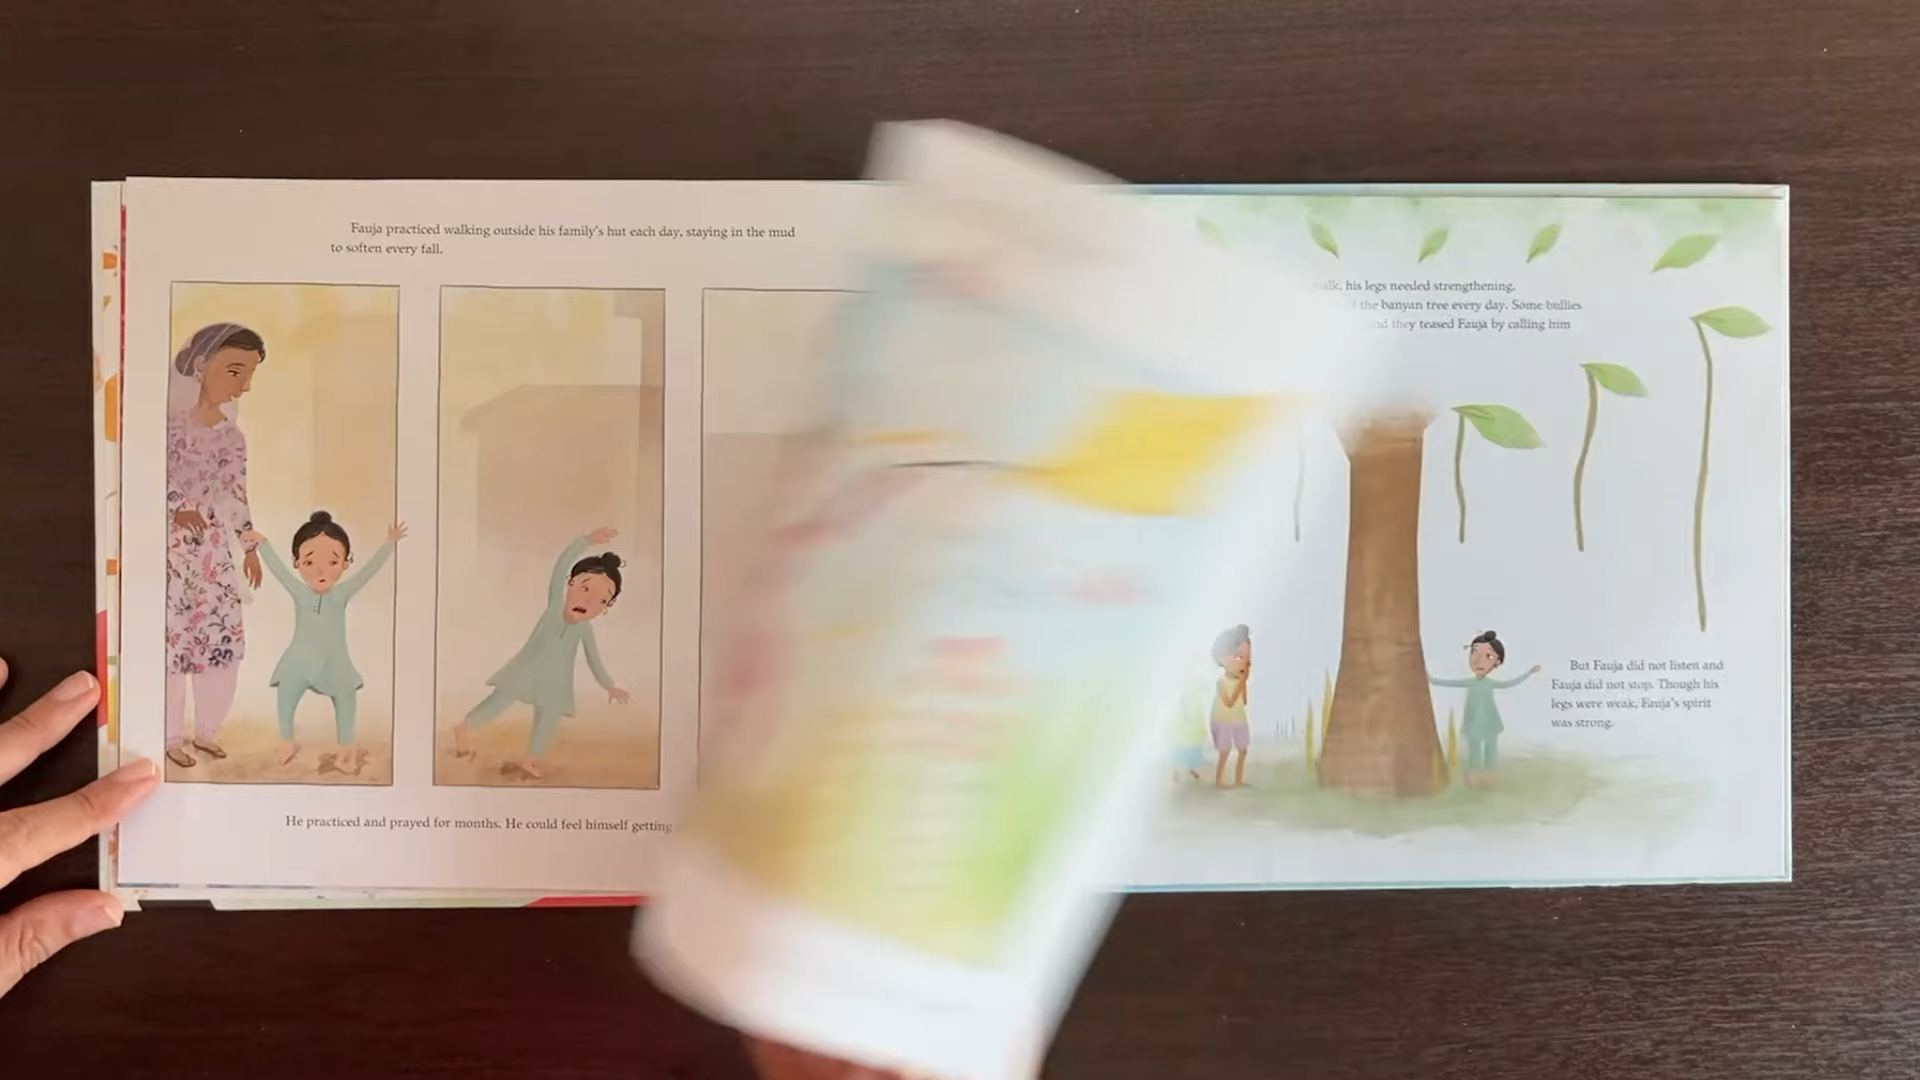 Fauja practiced walking outside his family's hut each day, staying in the mud
to soften every fall.
He practiced and prayed for months. He could feel himself getting
his legs needed strengthening.
the banyan tree every day. Some bullies
they teased Fauja by calling him
But Fauja did not listen and
Fauja did not stop. Though his
legs were weak, Fauja's spirit
was strong.